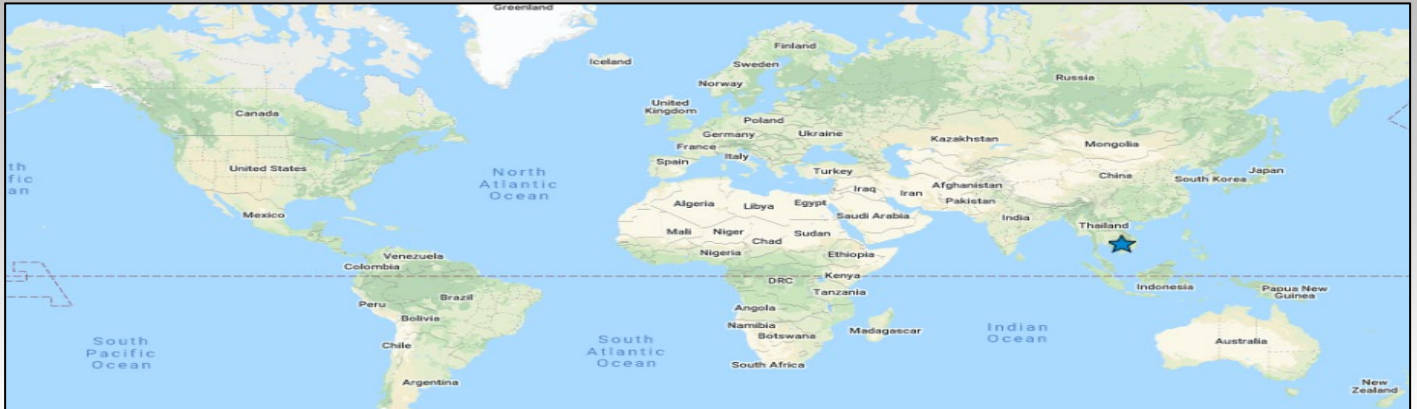 Greenland
Iceland
Finland
Sweden
Norway
Russia
United
Kingdom
Canada
Poland
Germany
Ukraine
France
Kazakhstan
Mongolia
Italy
Spain
United States
North
Atlantic
Ocean
Turkey
China
Japan
South Korea
Iraq
Iran
Afghanistan
Pakistan
th
fic
an
Algeria
Libya
Egypt
Mexico
Saudi Arabia
India
Thailand
Mali
Niger
Chad
Sudan
Nigeria
Ethiopia
Venezuela
Colombia
DRC
Kenya
Tanzania
Indonesia
Papua New
Guinea
Peru
Brazil
Bolivia
Angola
Namibia
Botswana
Madagascar
Indian
Ocean
South
Pacific
Ocean
Chile
South
Atlantic
Ocean
Australia
South Africa
Argentina
New
Zealand